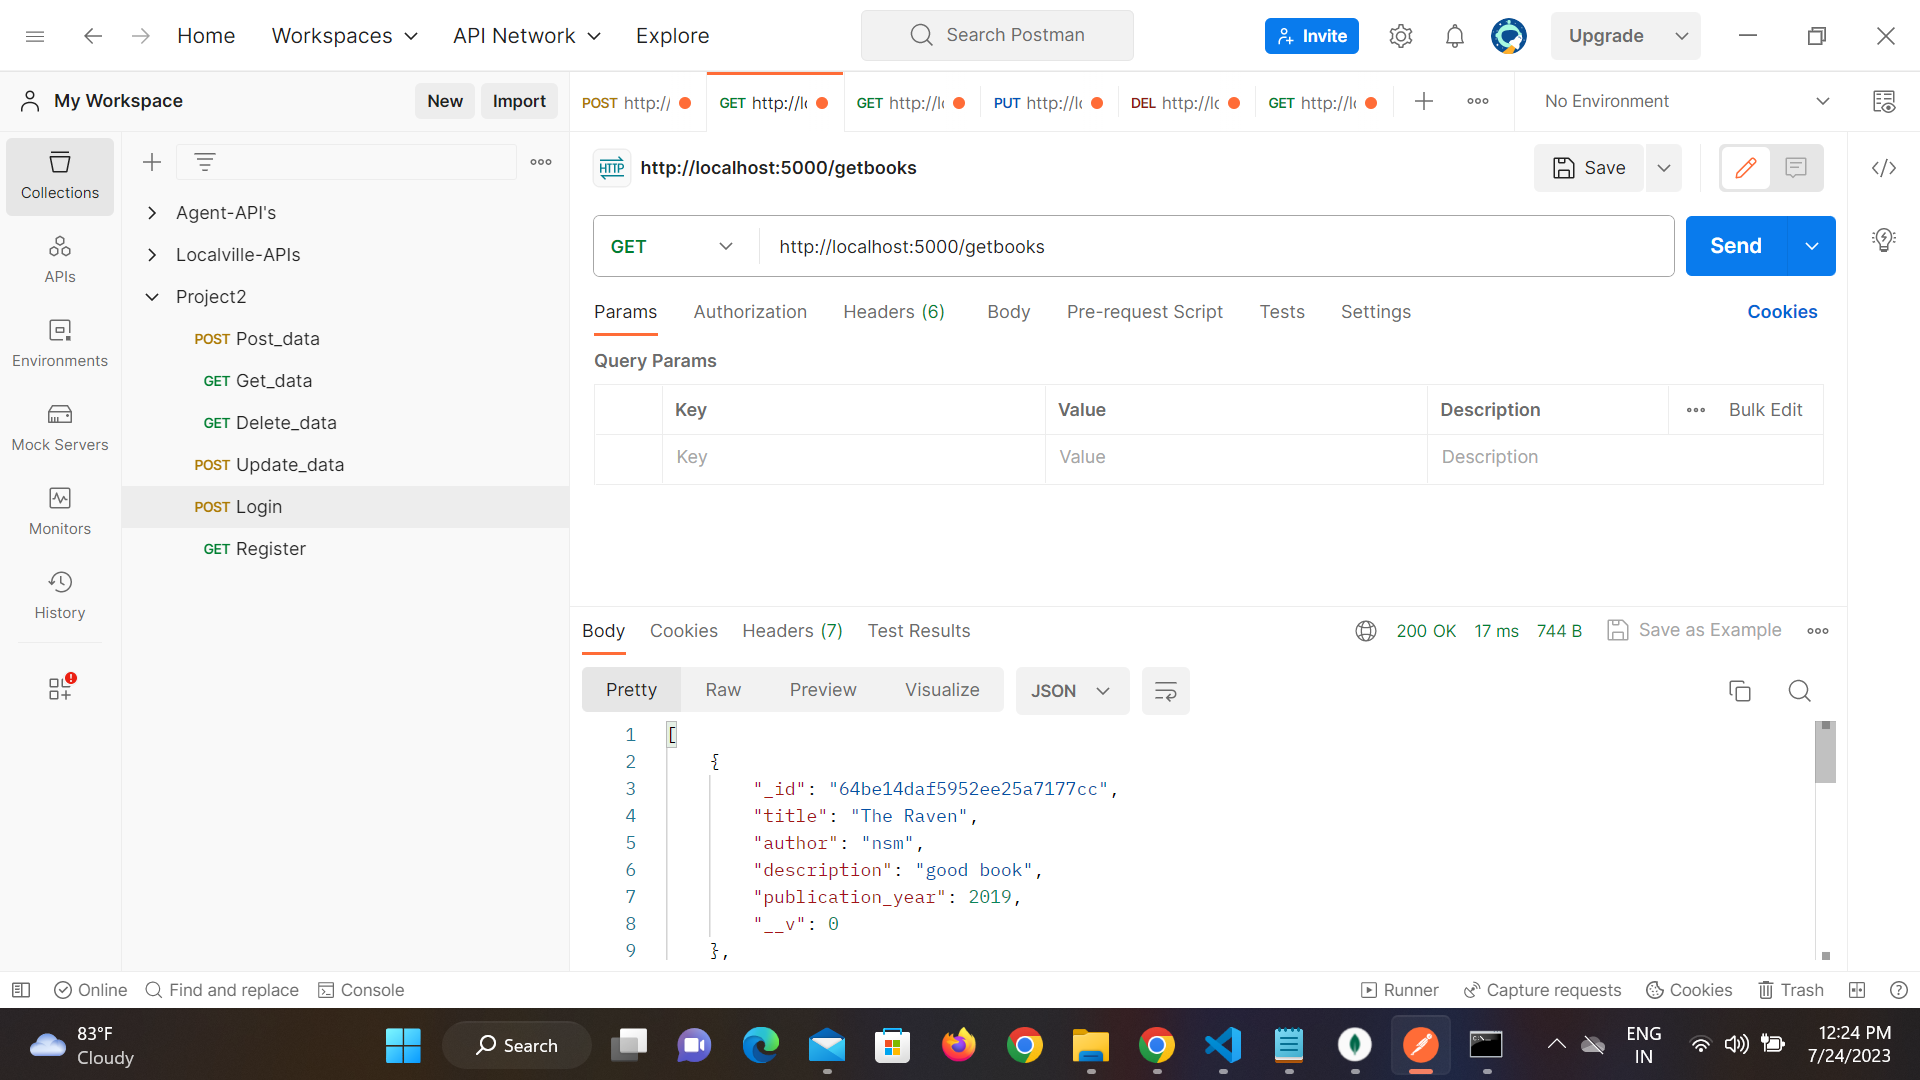 Home
Workspaces
API Network
Explore
Search Postman
Invite
Upgrade
My Workspace
New
Import
POST http://
GET http://lo
GET http://lo
PUT http://lo
DEL http://lo
GET http://lo
No Environment
Collections
APIs
Environments
Mock Servers
Monitors
History
Agent-API's
Localville-APIs
Project2
POST Post_data
GET Get_data
GET Delete_data
POST Update_data
POST Login
GET Register
HTTP
http://localhost:5000/getbooks
Save
GET
http://localhost:5000/getbooks
Send
Params
Authorization
Headers (6)
Body
Pre-request Script
Tests
Settings
Cookies
Query Params
Key Value Description Bulk Edit
Key Value Description
Body
Cookies
Headers (7)
Test Results
200 OK
17 ms
744 B
Save as Example
Pretty
Raw
Preview
Visualize
JSON
1 [
2 {
3 "_id": "64be14daf5952ee25a7177cc",
4 "title": "The Raven",
5 "author": "nsm",
6 "description": "good book",
7 "publication_year": 2019,
8 "__v": 0
9 },
Online
Find and replace
Console
Runner
Capture requests
Cookies
Trash
83°F
Cloudy
Search
ENG
IN
12:24 PM
7/24/2023